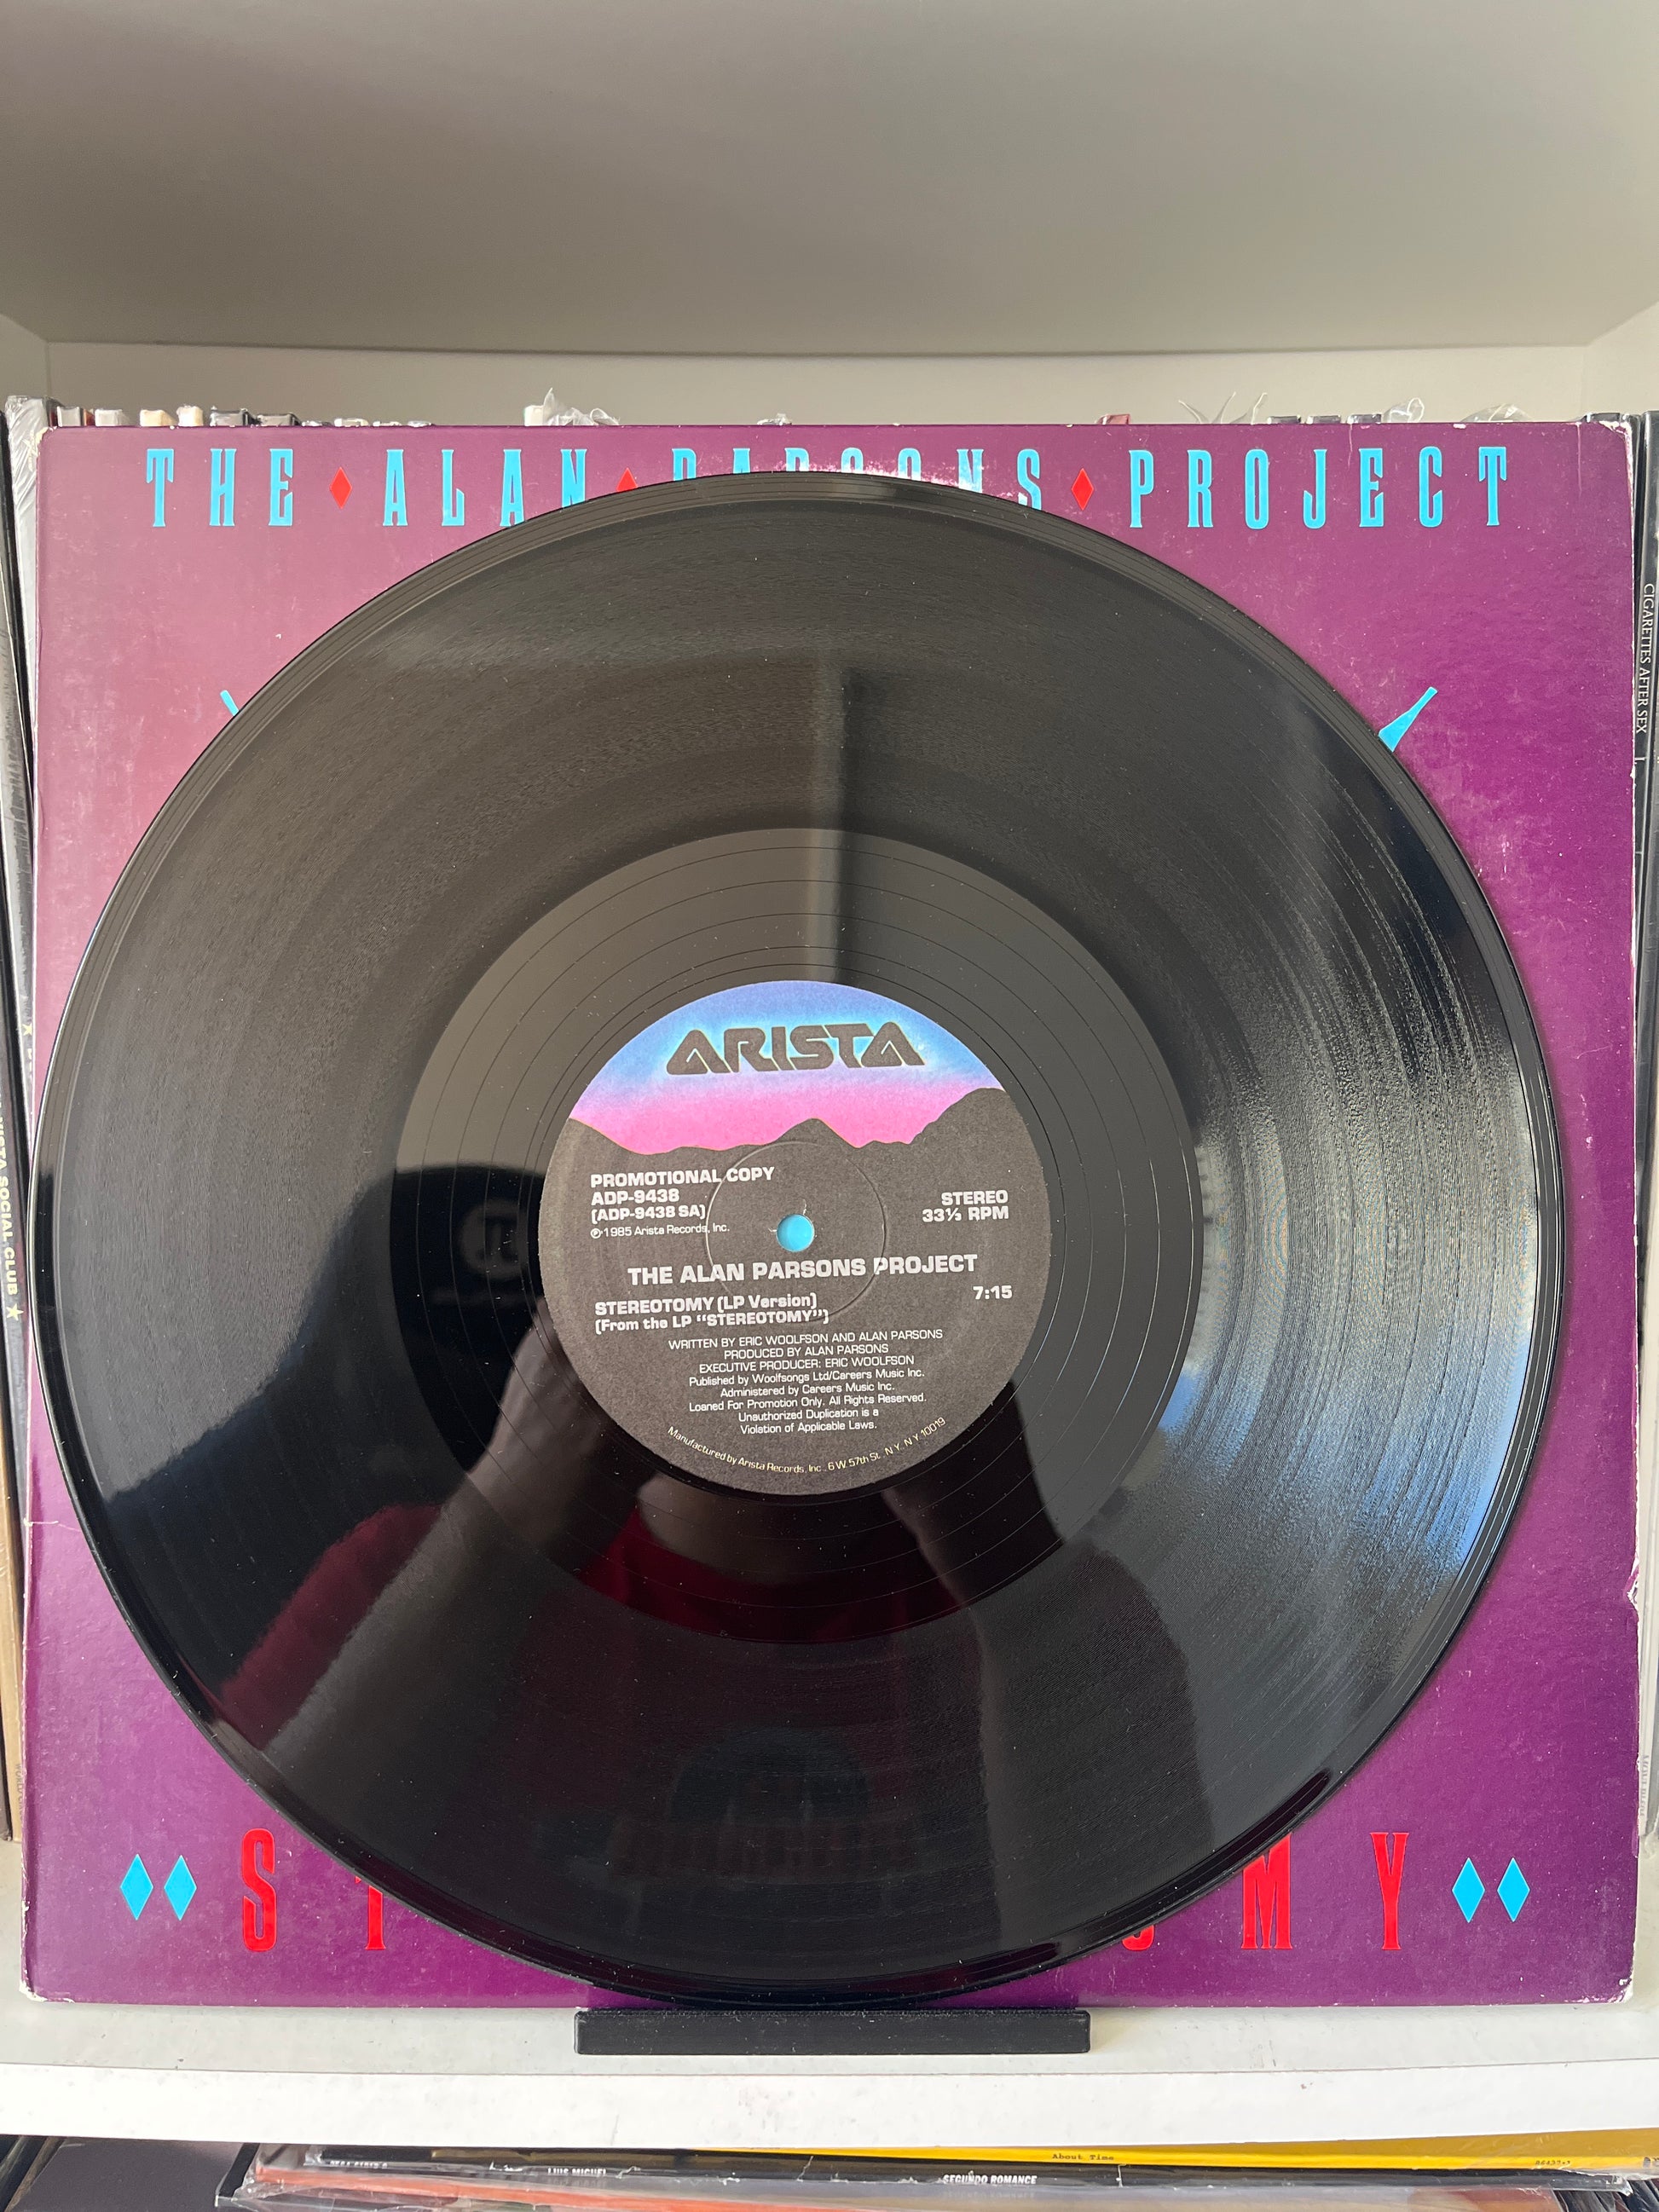 THE ♦ ALAN ♦ PARSONS ♦ PROJECT
CIGARETTES AFTER SEX
SOCIAL CLUB ★
ARISTA
PROMOTIONAL COPY
ADP-9438
(ADP-9438 SA)
℗ 1985 Arista Records, Inc.
STEREO
33⅓ RPM
THE ALAN PARSONS PROJECT
STEREOTOMY (LP Version)
7:15
(From the LP "STEREOTOMY")
WRITTEN BY ERIC WOOLFSON AND ALAN PARSONS
PRODUCED BY ALAN PARSONS
EXECUTIVE PRODUCER: ERIC WOOLFSON
Published by Woolfsongs Ltd/Careers Music Inc.
Administered by Careers Music Inc.
Loaned For Promotion Only. All Rights Reserved.
Unauthorized Duplication is a
Violation of Applicable Laws.
Manufactured by Arista Records, Inc., 6 W. 57th St., N.Y. N.Y. 10019
S T OMY
About Time
LUIS MIGUEL
SEGUNDO ROMANCE